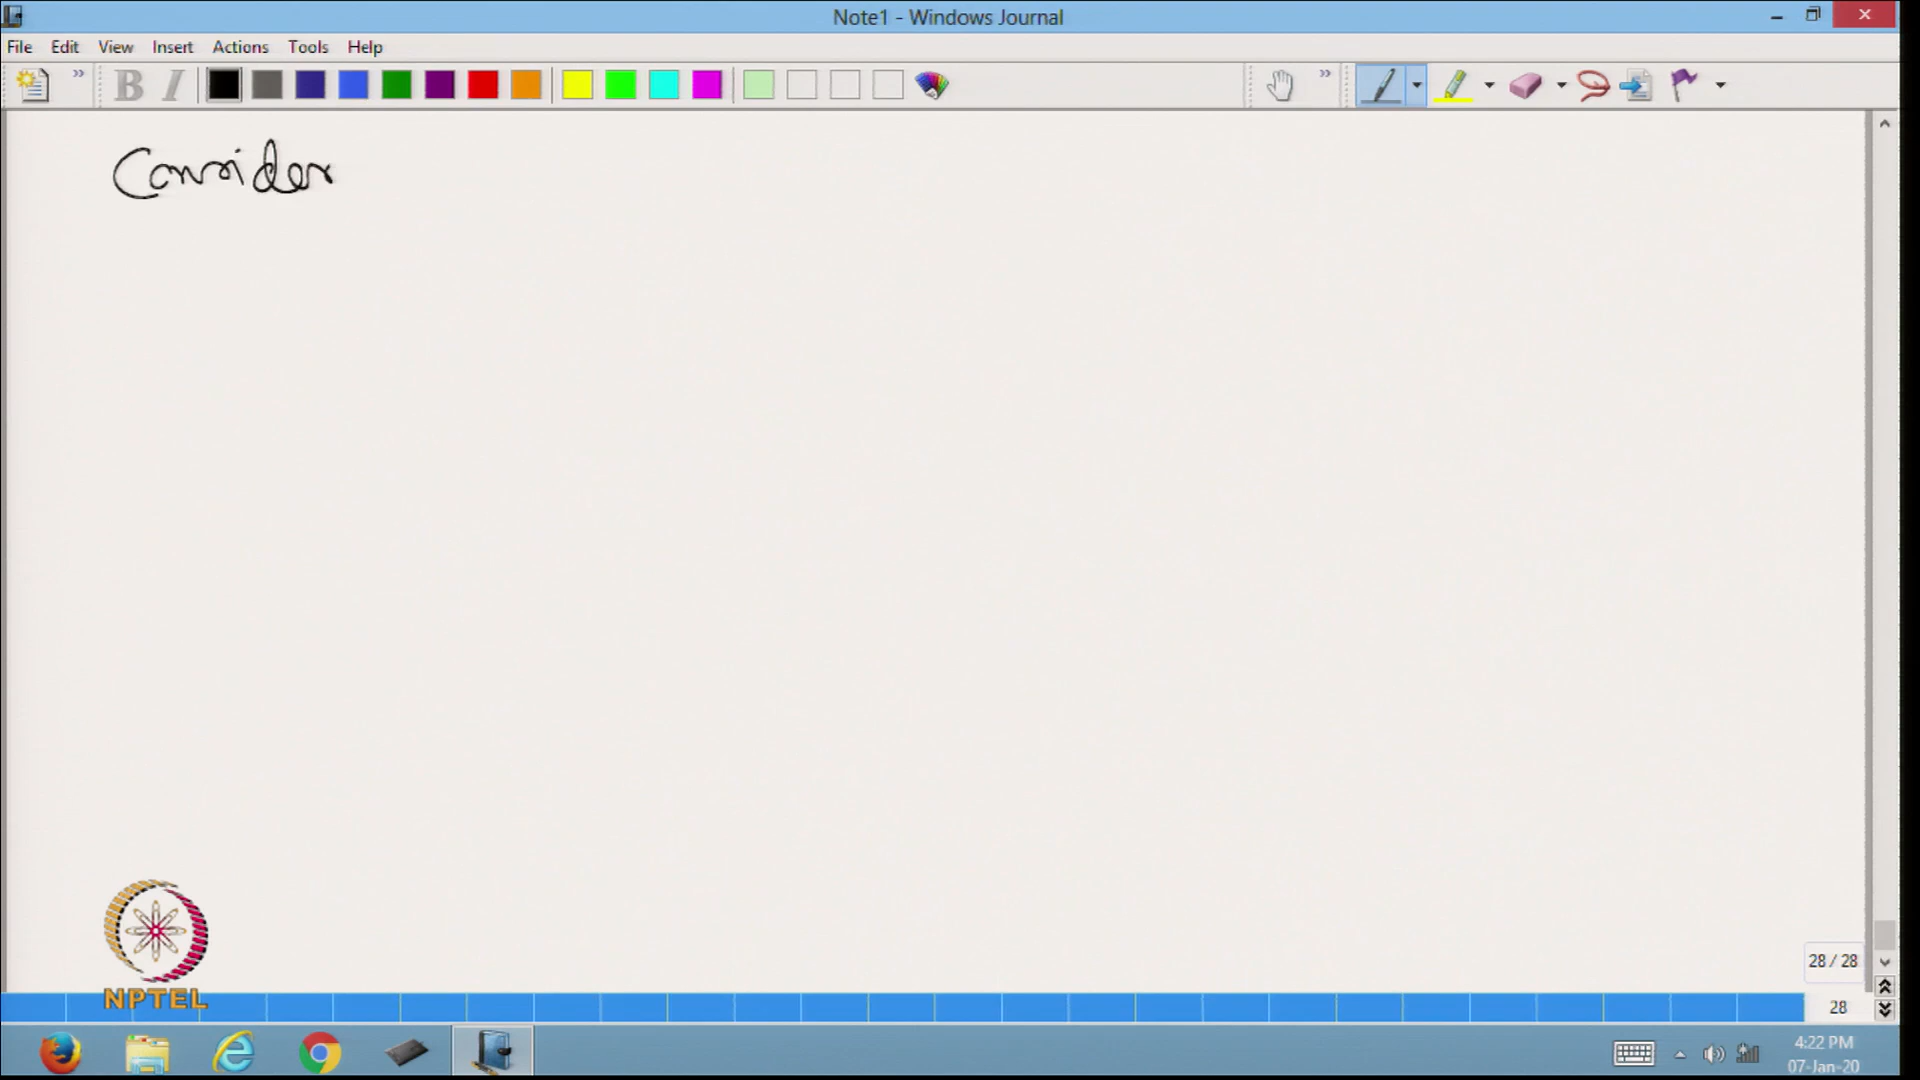 Note1 - Windows Journal
File Edit View Insert Actions Tools Help
B I
Consider
NPTEL
28 / 28
28
4:22 PM
07-Jan-20